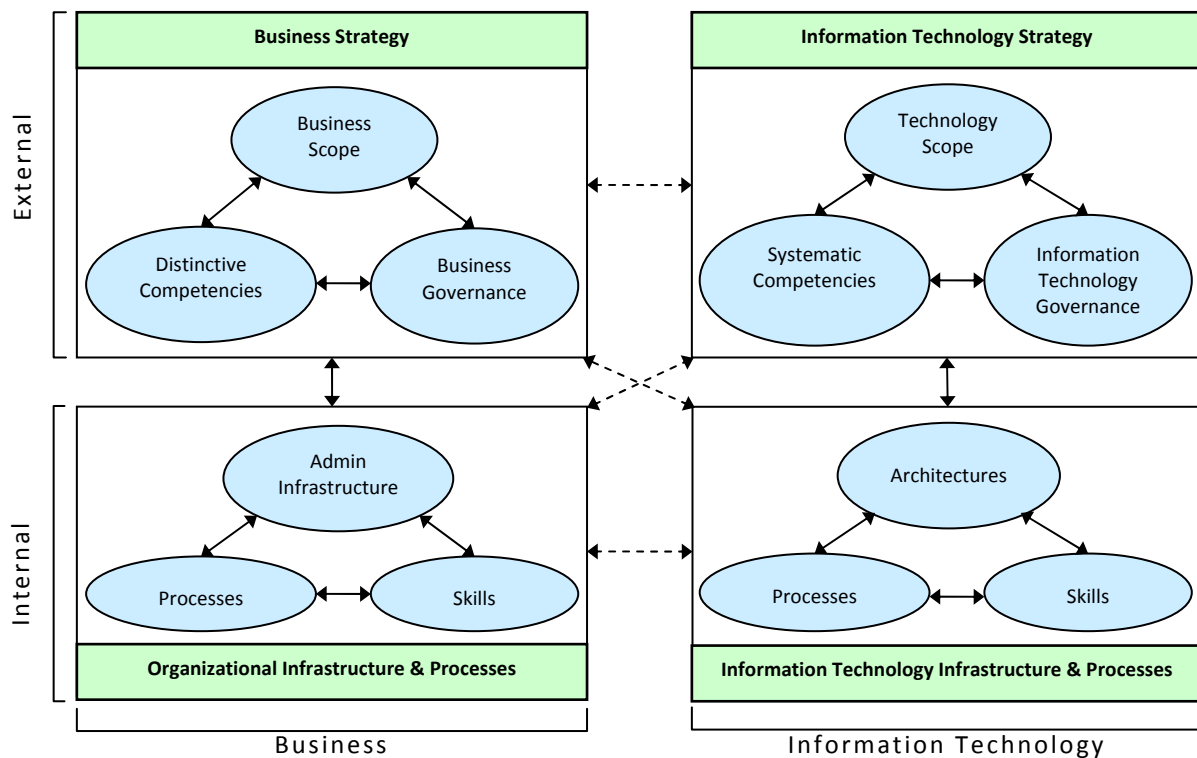 Business Strategy
Information Technology Strategy
External
Business
Scope
Technology
Scope
Distinctive
Competencies
Business
Governance
Systematic
Competencies
Information
Technology
Governance
Internal
Admin
Infrastructure
Architectures
Processes
Skills
Processes
Skills
Organizational Infrastructure & Processes
Information Technology Infrastructure & Processes
Business
Information Technology